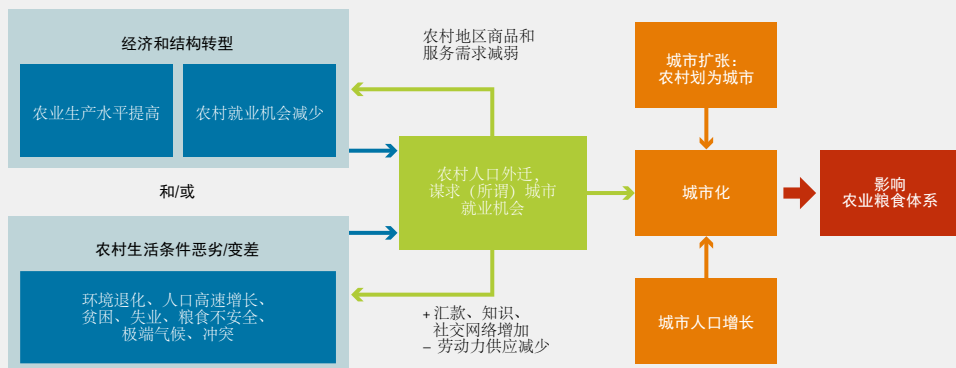 经济和结构转型
农业生产水平提高
农村就业机会减少
和/或
农村生活条件恶劣/变差
环境退化、人口高速增长、
贫困、失业、粮食不安全、
极端气候、冲突
农村地区商品和
服务需求减弱
农村人口外迁，
谋求（所谓）城市
就业机会
+ 汇款、知识、
社交网络增加
– 劳动力供应减少
城市扩张：
农村划为城市
城市化
城市人口增长
影响
农业粮食体系